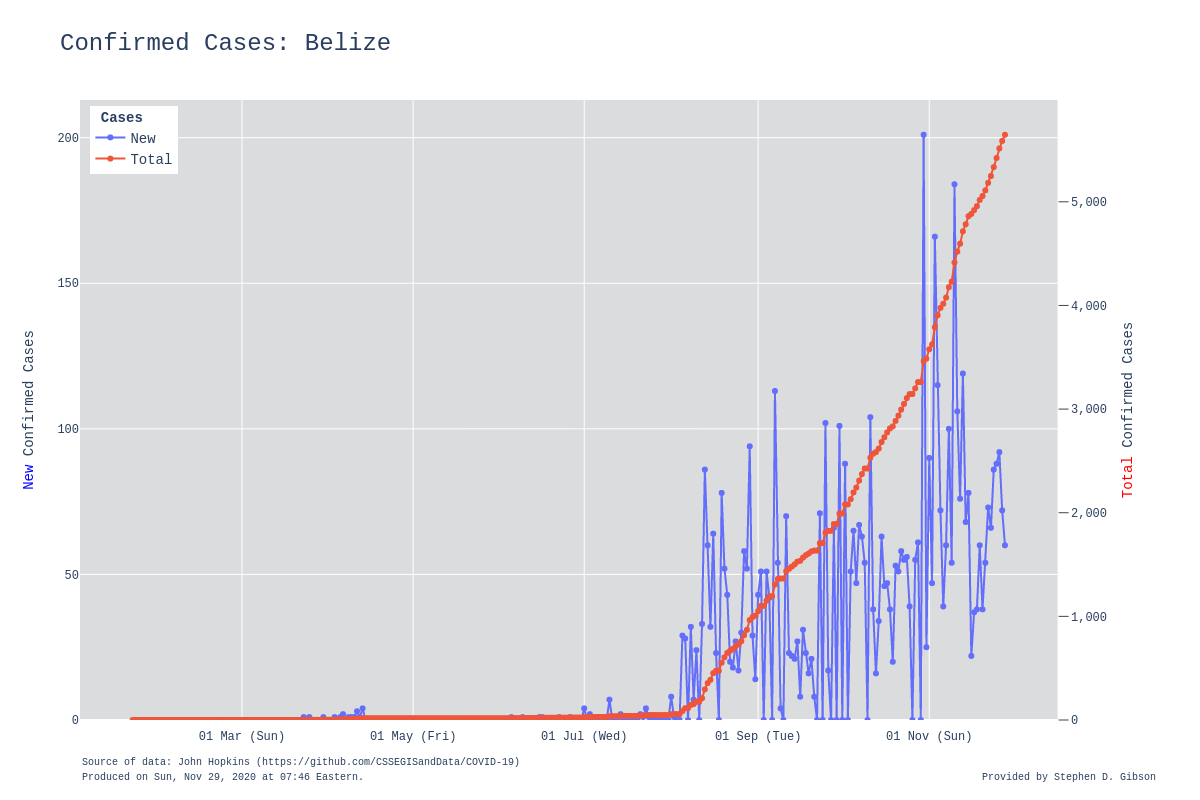 Confirmed Cases: Belize
Cases
New
Total
200
150
100
50
0
New Confirmed Cases
5,000
4,000
3,000
2,000
1,000
0
Total Confirmed Cases
01 Mar (Sun)
01 May (Fri)
01 Jul (Wed)
01 Sep (Tue)
01 Nov (Sun)
Source of data: John Hopkins (https://github.com/CSSEGISandData/COVID-19)
Produced on Sun, Nov 29, 2020 at 07:46 Eastern.
Provided by Stephen D. Gibson